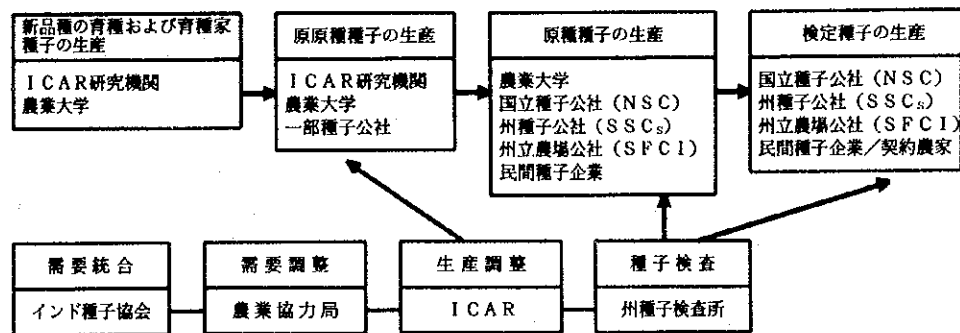 新品種の育種および育種家
種子の生産
ICAR研究機関
農業大学
原原種種子の生産
ICAR研究機関
農業大学
一部種子公社
原種種子の生産
農業大学
国立種子公社(NSC)
州種子公社(SSCs)
州立農場公社(SFCI)
民間種子企業
検定種子の生産
国立種子公社(NSC)
州種子公社(SSCs)
州立農場公社(SFCI)
民間種子企業/契約農家
需要統合
インド種子協会
需要調整
農業協力局
生産調整
ICAR
種子検査
州種子検査所